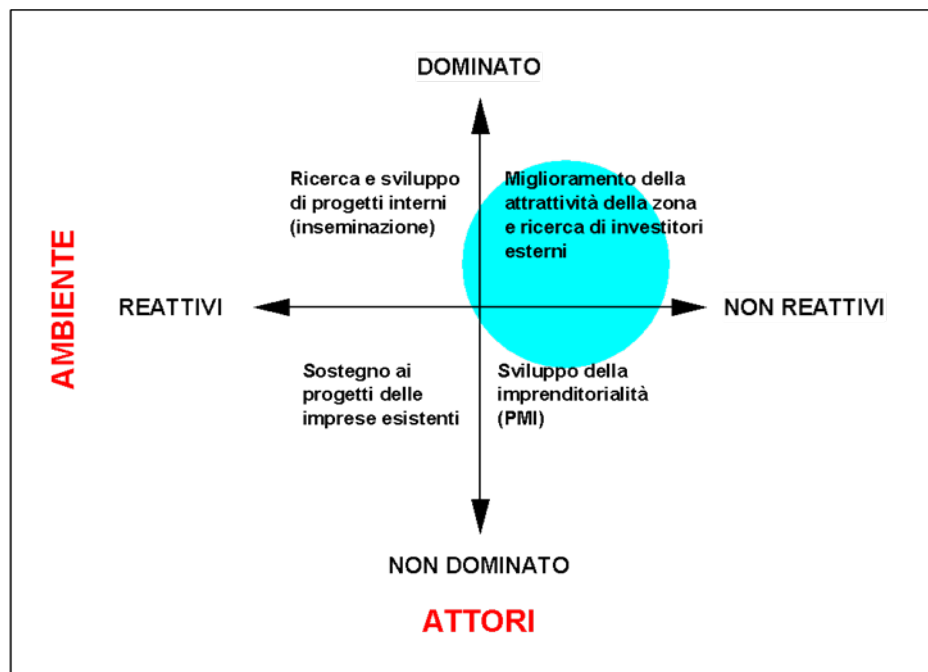 DOMINATO
Ricerca e sviluppo
di progetti interni
(inseminazione)
Miglioramento della
attrattività della zona
e ricerca di investitori
esterni
AMBIENTE
REATTIVI
NON REATTIVI
Sostegno ai
progetti delle
imprese esistenti
Sviluppo della
imprenditorialità
(PMI)
NON DOMINATO
ATTORI